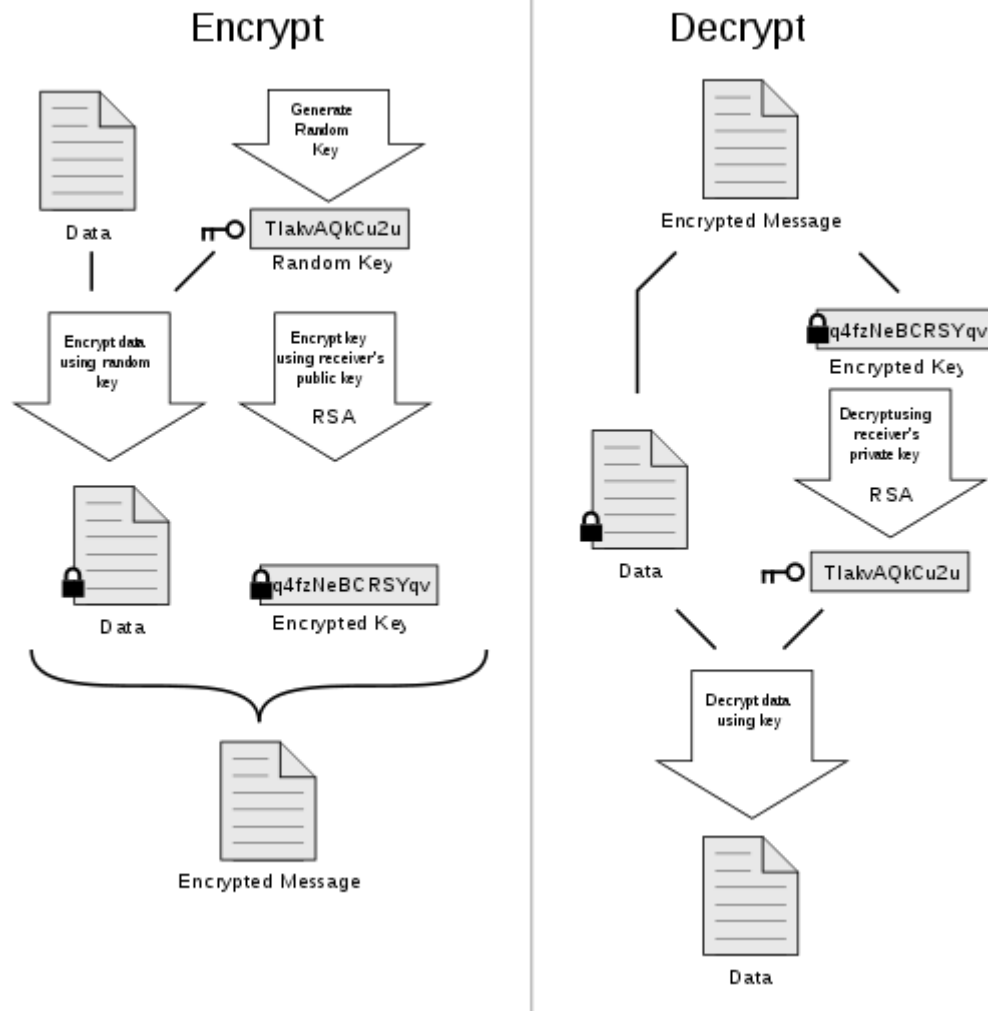 Encrypt
Data
Generate
Random
Key
TIakvAQkCu2u
Random Key
Encrypt data
using random
key
Encrypt key
using receiver's
public key
RSA
Data
q4fzNeBCRSYqv
Encrypted Key
Encrypted Message
Decrypt
Encrypted Message
q4fzNeBCRSYqv
Encrypted Key
Decryptusing
receiver's
private key
RSA
Data
TIakvAQkCu2u
Decrypt data
using key
Data